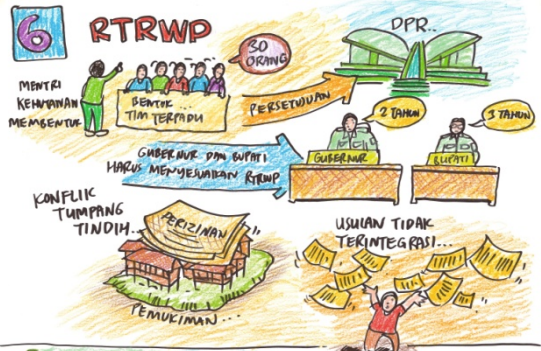 6
RTRWP
30
ORANG
DPR..
MENTRI
KEHUTANAN
MEMBENTUK
BENTUK...
TIM TERPADU
PERSETUJUAN
2 TAHUN
3 TAHUN
GUBERNUR DAN BUPATI
HARUS MENYESUAIKAN RTRWP
GUBERNUR
BUPATI
KONFLIK
TUMPANG
TINDIH...
PERIZINAN
PEMUKIMAN...
USULAN TIDAK
TERINTEGRASI...